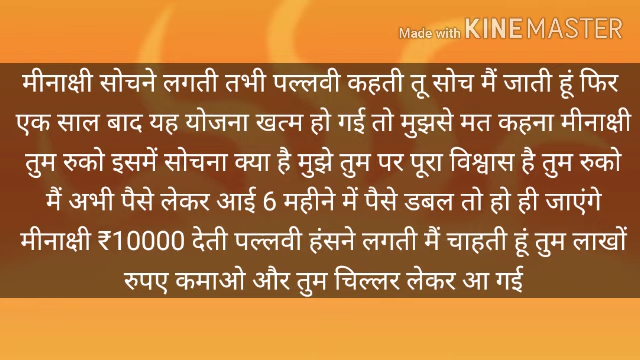 Made with KINEMASTER
मीनाक्षी सोचने लगती तभी पल्लवी कहती तू सोच मैं जाती हूं फिर
एक साल बाद यह योजना खत्म हो गई तो मुझसे मत कहना मीनाक्षी
तुम रुको इसमें सोचना क्या है मुझे तुम पर पूरा विश्वास है तुम रुको
मैं अभी पैसे लेकर आई 6 महीने में पैसे डबल तो हो ही जाएंगे
मीनाक्षी ₹10000 देती पल्लवी हंसने लगती मैं चाहती हूं तुम लाखों
रुपए कमाओ और तुम चिल्लर लेकर आ गई